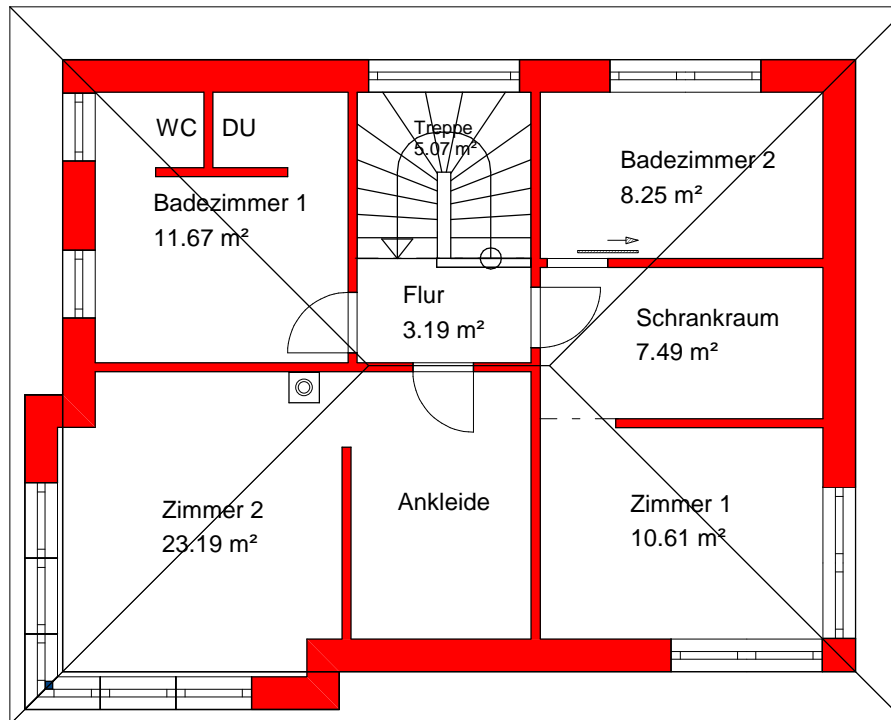 WC
DU
Treppe
5.07 m²
Badezimmer 2
8.25 m²
Badezimmer 1
11.67 m²
Flur
3.19 m²
Schrankraum
7.49 m²
Zimmer 2
23.19 m²
Ankleide
Zimmer 1
10.61 m²